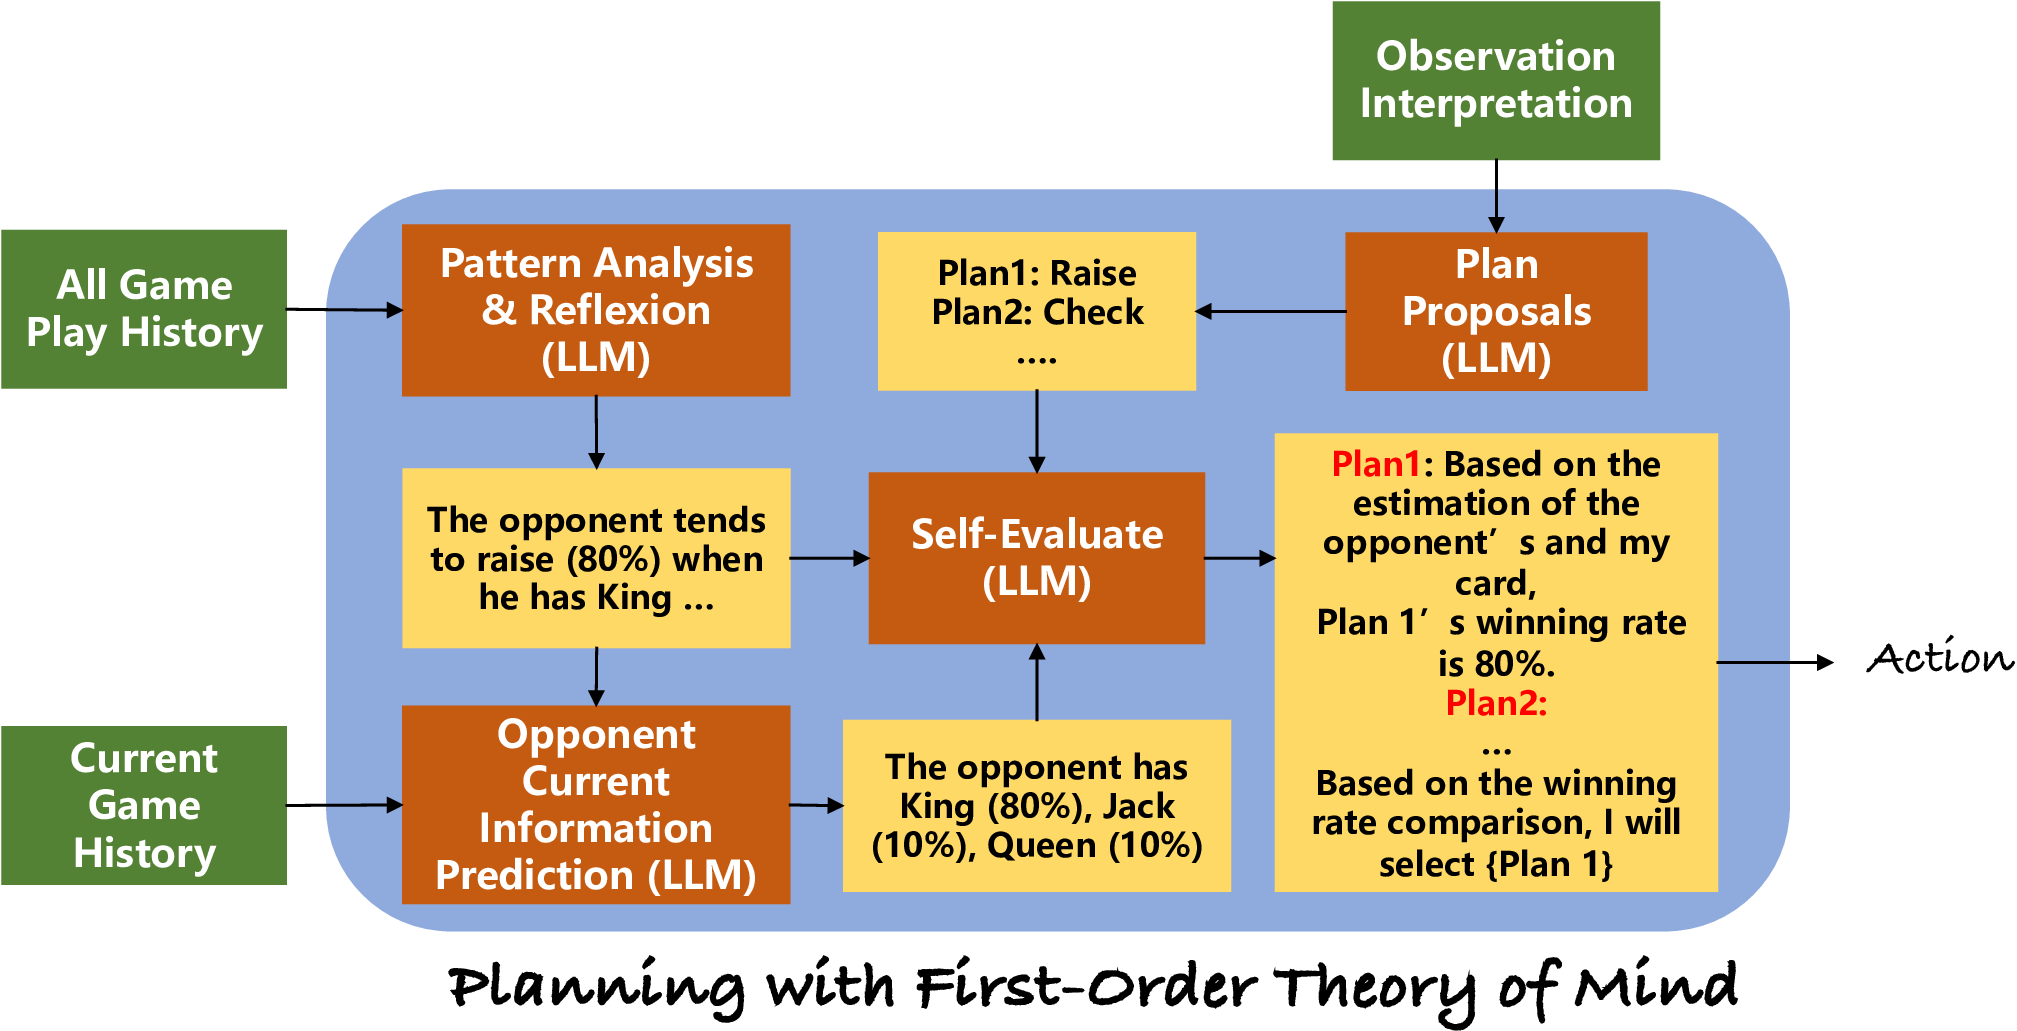 Observation
Interpretation
All Game
Play History
Pattern Analysis
& Reflexion
(LLM)
Plan1: Raise
Plan2: Check
....
Plan
Proposals
(LLM)
The opponent tends
to raise (80%) when
he has King ...
Self-Evaluate
(LLM)
Plan1: Based on the
estimation of the
opponent’ s and my
card,
Plan 1’ s winning rate
is 80%.
Plan2:
...
Based on the winning
rate comparison, I will
select {Plan 1}
Action
Current
Game
History
Opponent
Current
Information
Prediction (LLM)
The opponent has
King (80%), Jack
(10%), Queen (10%)
Planning with First-Order Theory of Mind